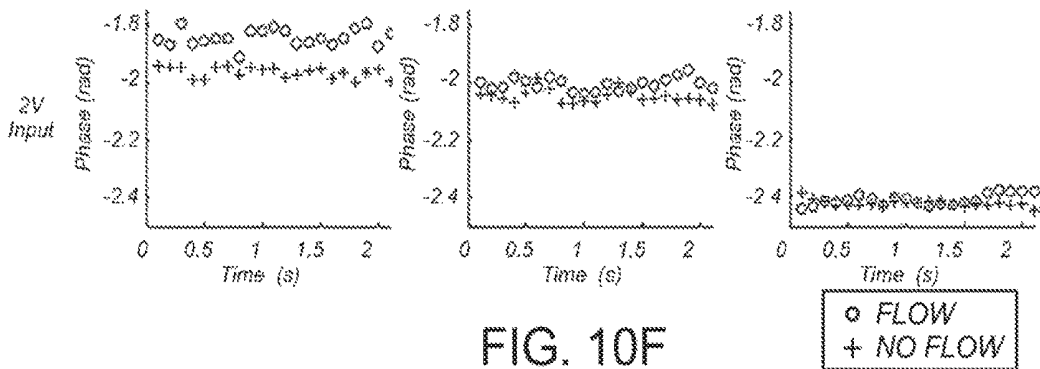 2V
Input
Phase (rad)
-1.8
-2
-2.2
-2.4
0 0.5 1 1.5 2
Time (s)
Phase (rad)
-1.8
-2
-2.2
-2.4
0 0.5 1 1.5 2
Time (s)
Phase (rad)
-1.8
-2
-2.2
-2.4
0 0.5 1 1.5 2
Time (s)
o FLOW
+ NO FLOW
FIG. 10F